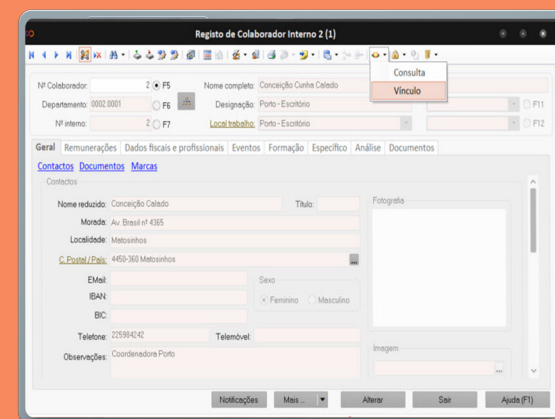 Registo de Colaborador Interno 2 (1)
Consulta
Vínculo
Nº Colaborador: 2 F5 Nome completo: Conceição Cunha Calado
Departamento: 0002.0001 F6 Designação: Porto - Escritório F11
Nº interno: 2 F7 Local trabalho: Porto - Escritório F12
Geral Remunerações Dados fiscais e profissionais Eventos Formação Específico Análise Documentos
Contactos Documentos Marcas
Contactos
Nome reduzido: Conceição Calado Título: Fotografia
Morada: Av. Brasil nº 4365
Localidade: Matosinhos
C. Postal / País: 4450-360 Matosinhos ...
EMail: Sexo
IBAN: Feminino Masculino
BIC:
Telefone: 225984242 Telemóvel:
Observações: Coordenadora Porto Imagem
...
Notificações Mais ... Alterar Sair Ajuda (F1)